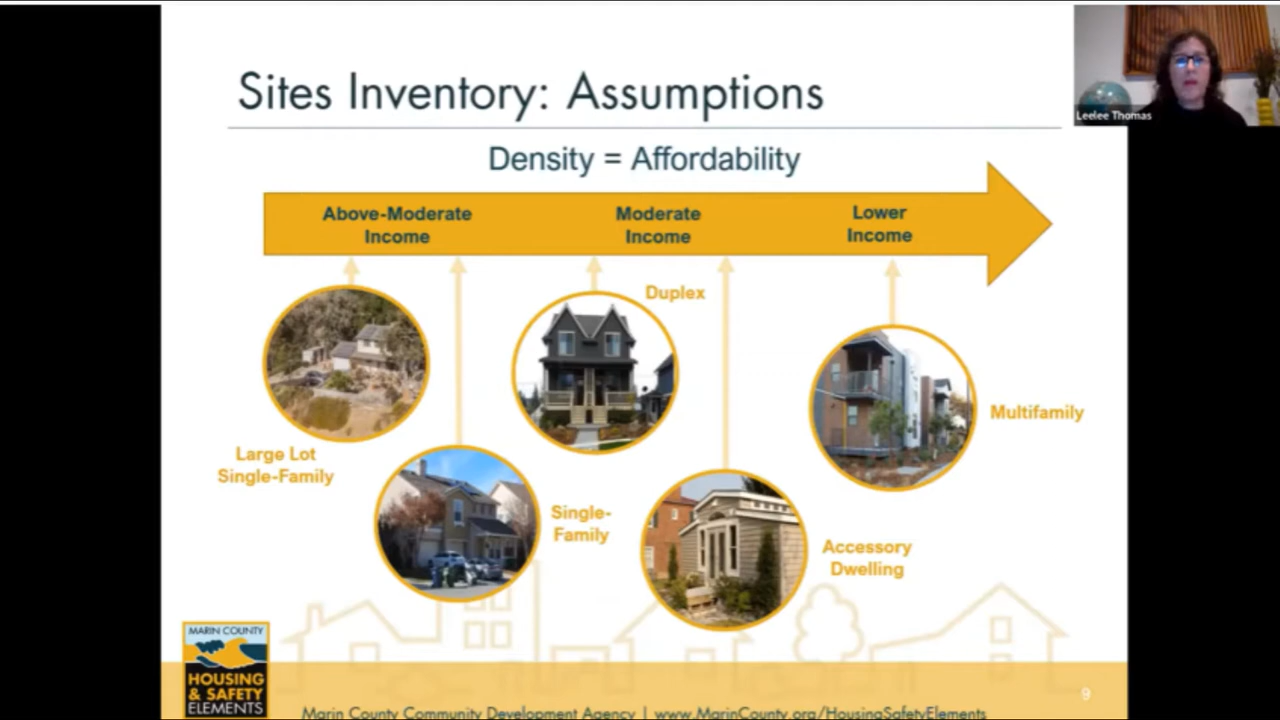 Sites Inventory: Assumptions
Leelee Thomas
Density = Affordability
Above-Moderate
Income
Moderate
Income
Lower
Income
Duplex
Multifamily
Large Lot
Single-Family
Single-
Family
Accessory
Dwelling
MARIN COUNTY
HOUSING
& SAFETY
ELEMENTS
9
Marin County Community Development Agency | www.MarinCounty.org/HousingSafetyElements